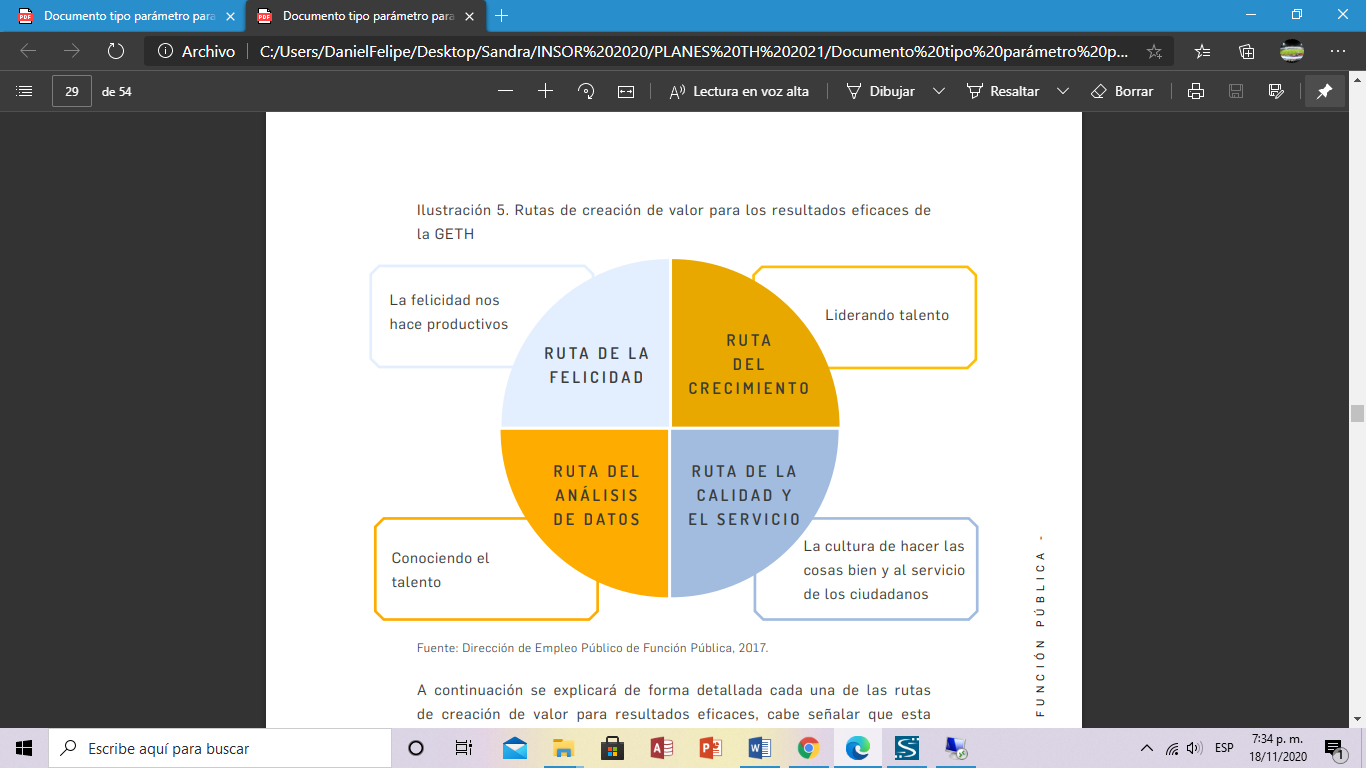 Documento tipo parámetro para
Documento tipo parámetro para
Archivo
C:/Users/DanielFelipe/Desktop/Sandra/INSOR%202020/PLANES%20TH%202021/Documento%20tipo%20parámetro%20p...
29 de 54
Lectura en voz alta
Dibujar
Resaltar
Borrar
Ilustración 5. Rutas de creación de valor para los resultados eficaces de
la GETH
La felicidad nos
hace productivos
RUTA DE LA
FELICIDAD
RUTA
DEL
CRECIMIENTO
Liderando talento
Conociendo el
talento
RUTA DEL
ANÁLISIS
DE DATOS
RUTA DE LA
CALIDAD Y
EL SERVICIO
La cultura de hacer las
cosas bien y al servicio
de los ciudadanos
Fuente: Dirección de Empleo Público de Función Pública, 2017.
A continuación se explicará de forma detallada cada una de las rutas
de creación de valor para resultados eficaces, cabe señalar que esta
FUNCIÓN PÚBLICA -
Escribe aquí para buscar
ESP
7:34 p. m.
18/11/2020
1